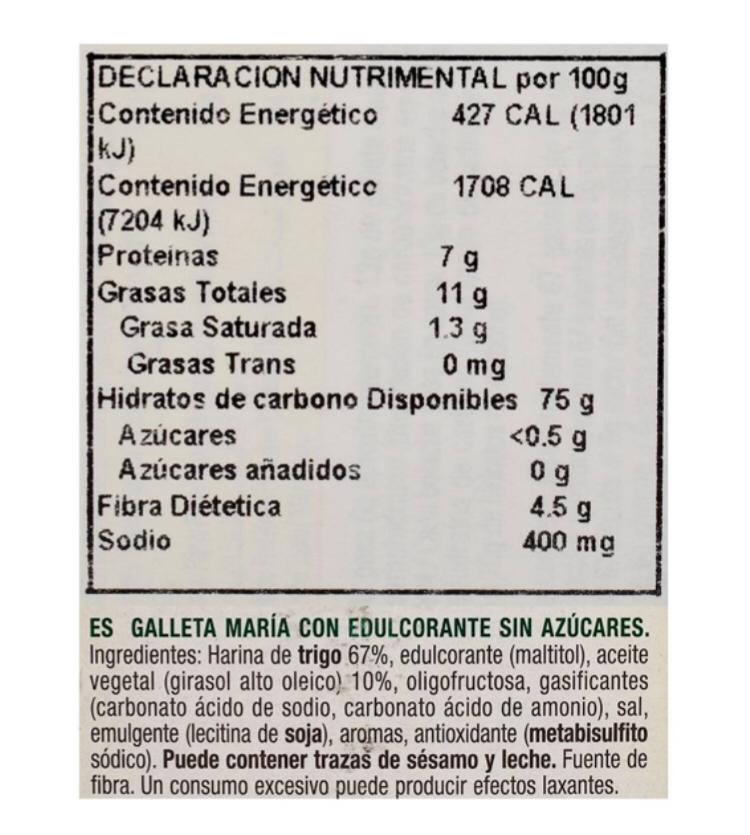 DECLARACION NUTRIMENTAL por 100g
Contenido Energético 427 CAL (1801
kJ)
Contenido Energético 1708 CAL
(7204 kJ)
Proteínas 7 g
Grasas Totales 11 g
Grasa Saturada 1.3 g
Grasas Trans 0 mg
Hidratos de carbono Disponibles 75 g
Azúcares <0.5 g
Azúcares añadidos 0 g
Fibra Diétetica 4.5 g
Sodio 400 mg
ES GALLETA MARÍA CON EDULCORANTE SIN AZÚCARES.
Ingredientes: Harina de trigo 67%, edulcorante (maltitol), aceite
vegetal (girasol alto oleico) 10%, oligofructosa, gasificantes
(carbonato ácido de sodio, carbonato ácido de amonio), sal,
emulgente (lecitina de soja), aromas, antioxidante (metabisulfito
sódico). Puede contener trazas de sésamo y leche. Fuente de
fibra. Un consumo excesivo puede producir efectos laxantes.